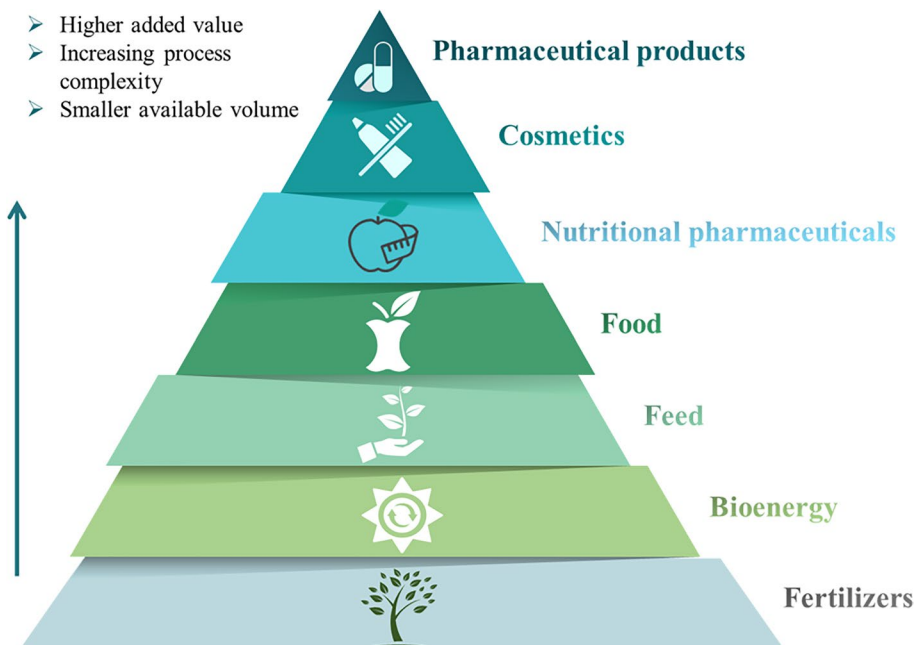 Higher added value
Increasing process
complexity
Smaller available volume
Pharmaceutical products
Cosmetics
Nutritional pharmaceuticals
Food
Feed
Bioenergy
Fertilizers